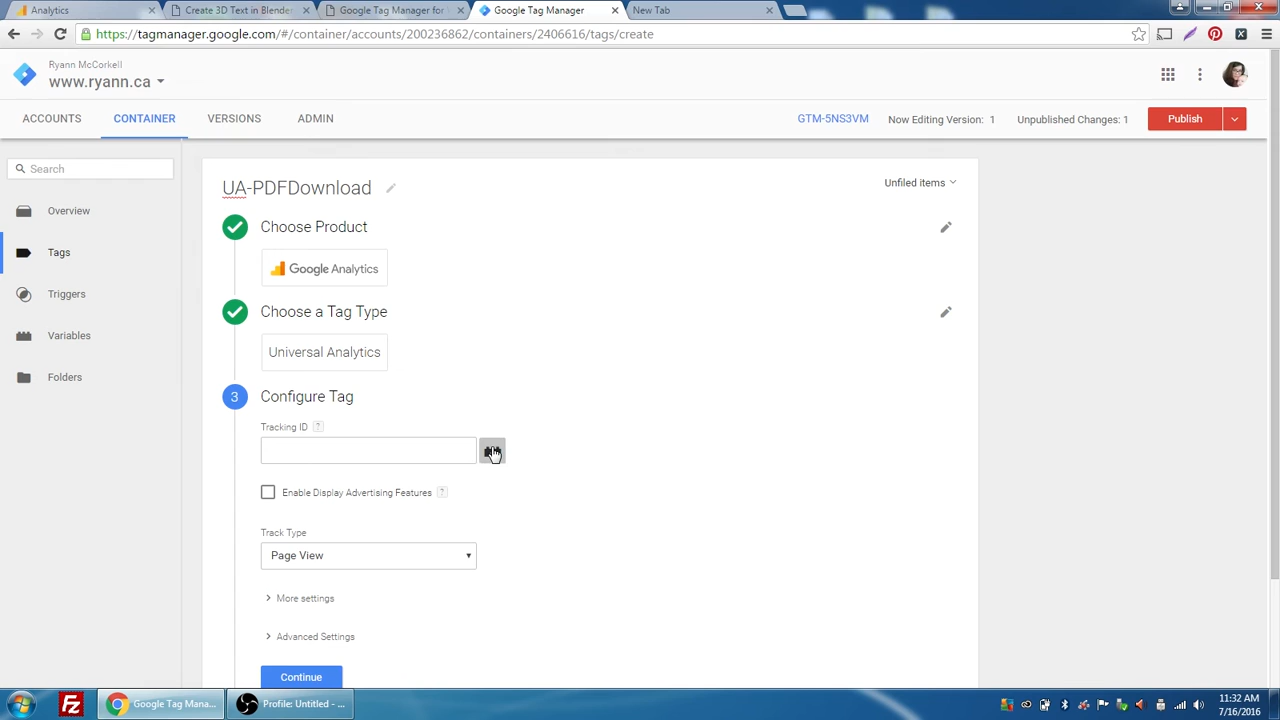 Analytics
Create 3D Text in Blender
Google Tag Manager for
Google Tag Manager
New Tab
https://tagmanager.google.com/#/container/accounts/200236862/containers/2406616/tags/create
Ryann McCorkell
www.ryann.ca
ACCOUNTS CONTAINER VERSIONS ADMIN
GTM-5NS3VM Now Editing Version: 1 Unpublished Changes: 1 Publish
Search
Overview
Tags
Triggers
Variables
Folders
UA-PDFDownload
Unfiled items
Choose Product
Google Analytics
Choose a Tag Type
Universal Analytics
3 Configure Tag
Tracking ID ?
Enable Display Advertising Features ?
Track Type
Page View
More settings
Advanced Settings
Continue
Fz
Google Tag Mana...
Profile: Untitled - ...
11:32 AM
7/16/2016